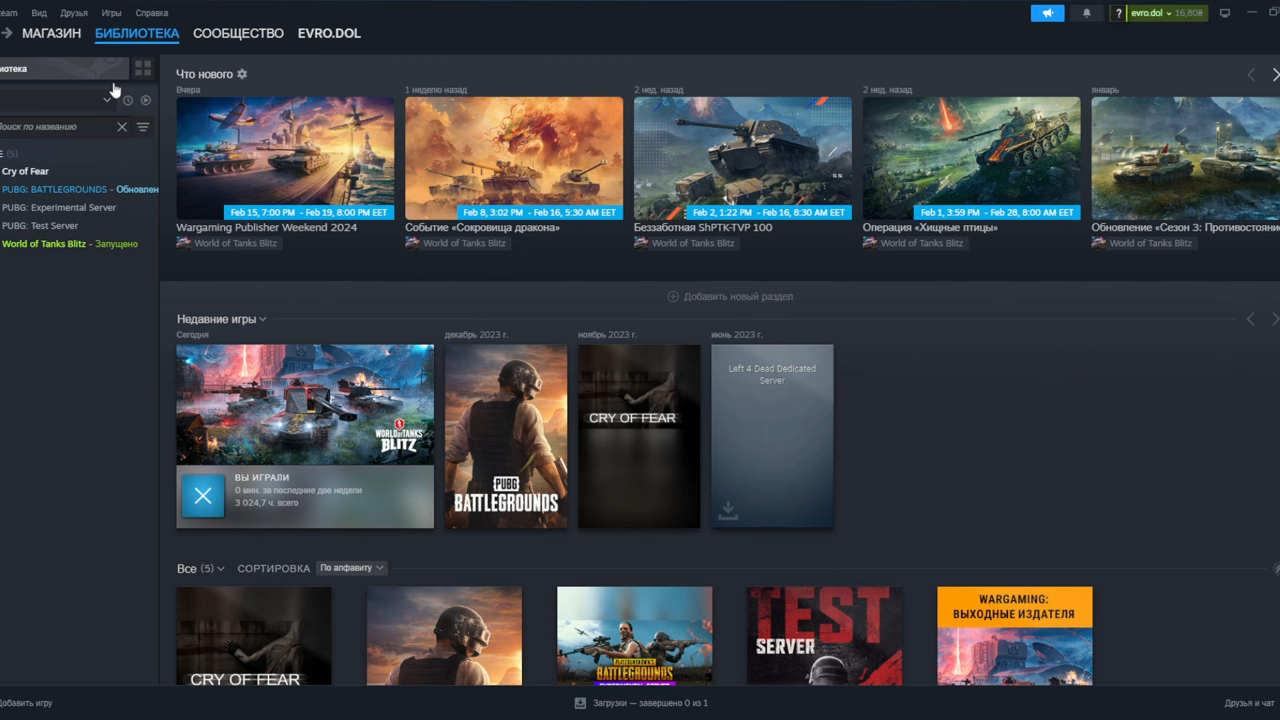 team Вид Друзья Игры Справка
? evro.dol 16,80₴
МАГАЗИН БИБЛИОТЕКА СООБЩЕСТВО EVRO.DOL
иотека
Что нового
Вчера
1 неделю назад
2 нед. назад
2 нед. назад
январь
Поиск по названию
Е (5)
Cry of Fear
PUBG: BATTLEGROUNDS - Обновлен
PUBG: Experimental Server
PUBG: Test Server
World of Tanks Blitz - Запущено
Feb 15, 7:00 PM - Feb 19, 8:00 PM EET
Wargaming Publisher Weekend 2024
World of Tanks Blitz
Feb 8, 3:02 PM - Feb 16, 5:30 AM EET
Событие «Сокровища дракона»
World of Tanks Blitz
Feb 2, 1:22 PM - Feb 16, 8:30 AM EET
Беззаботная ShPTK-TVP 100
World of Tanks Blitz
Feb 1, 3:59 PM - Feb 28, 8:00 AM EET
Операция «Хищные птицы»
World of Tanks Blitz
Обновление «Сезон 3: Противостояни
World of Tanks Blitz
Добавить новый раздел
Недавние игры
Сегодня
декабрь 2023 г.
ноябрь 2023 г.
июнь 2023 г.
WORLD OF TANKS
BLITZ
ВЫ ИГРАЛИ
0 мин. за последние две недели
3 024,7 ч. всего
PUBG
BATTLEGROUNDS
CRY OF FEAR
Left 4 Dead Dedicated
Server
Все (5) СОРТИРОВКА По алфавиту
CRY OF FEAR
BATTLEGROUNDS
TEST
SERVER
WARGAMING:
ВЫХОДНЫЕ ИЗДАТЕЛЯ
Добавить игру
Загрузки — завершено 0 из 1
Друзья и чат